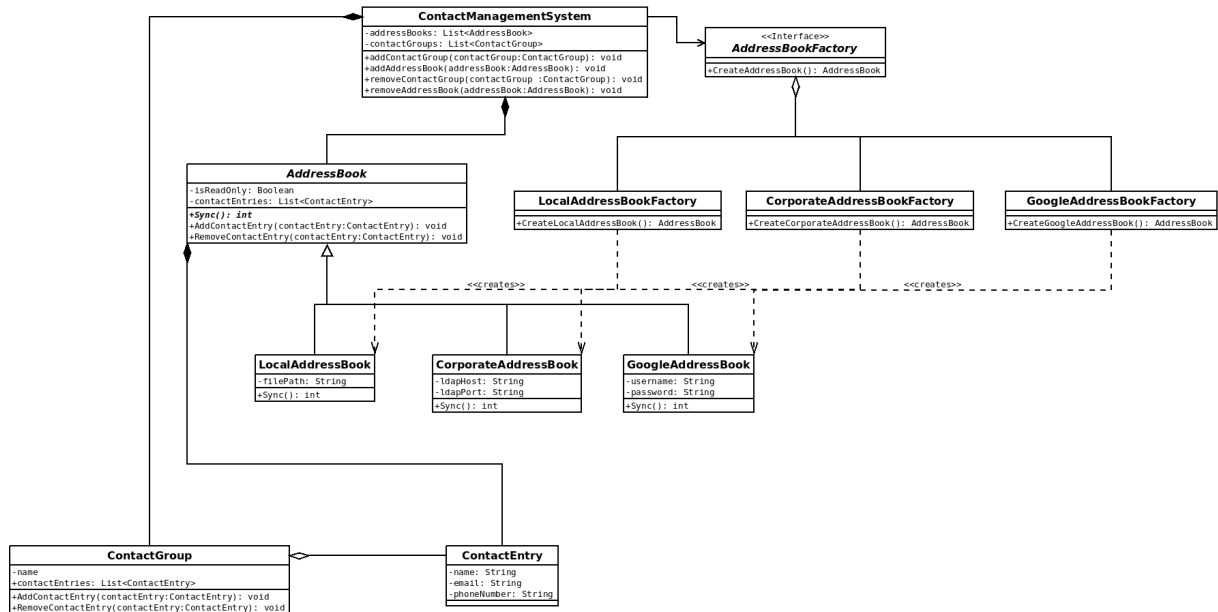 ContactManagementSystem
-addressBooks: List<AddressBook>
-contactGroups: List<ContactGroup>
+addContactGroup(contactGroup:ContactGroup): void
+addAddressBook(addressBook:AddressBook): void
+removeContactGroup(contactGroup :ContactGroup): void
+removeAddressBook(addressBook:AddressBook): void
<<Interface>>
AddressBookFactory
+CreateAddressBook(): AddressBook
AddressBook
-isReadOnly: Boolean
-contactEntries: List<ContactEntry>
+Sync(): int
+AddContactEntry(contactEntry:ContactEntry): void
+RemoveContactEntry(contactEntry:ContactEntry): void
LocalAddressBookFactory
+CreateLocalAddressBook(): AddressBook
CorporateAddressBookFactory
+CreateCorporateAddressBook(): AddressBook
GoogleAddressBookFactory
+CreateGoogleAddressBook(): AddressBook
<<creates>>
<<creates>>
<<creates>>
LocalAddressBook
-filePath: String
+Sync(): int
CorporateAddressBook
-ldapHost: String
-ldapPort: String
+Sync(): int
GoogleAddressBook
-username: String
-password: String
+Sync(): int
ContactGroup
-name
+contactEntries: List<ContactEntry>
+AddContactEntry(contactEntry:ContactEntry): void
+RemoveContactEntry(contactEntry:ContactEntry): void
ContactEntry
-name: String
-email: String
-phoneNumber: String